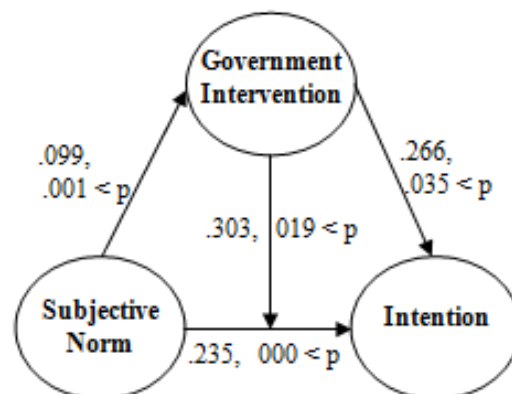 Government
Intervention
.099,
.001 < p
.266,
.035 < p
.303, 019 < p
Subjective
Norm
Intention
.235, 000 < p